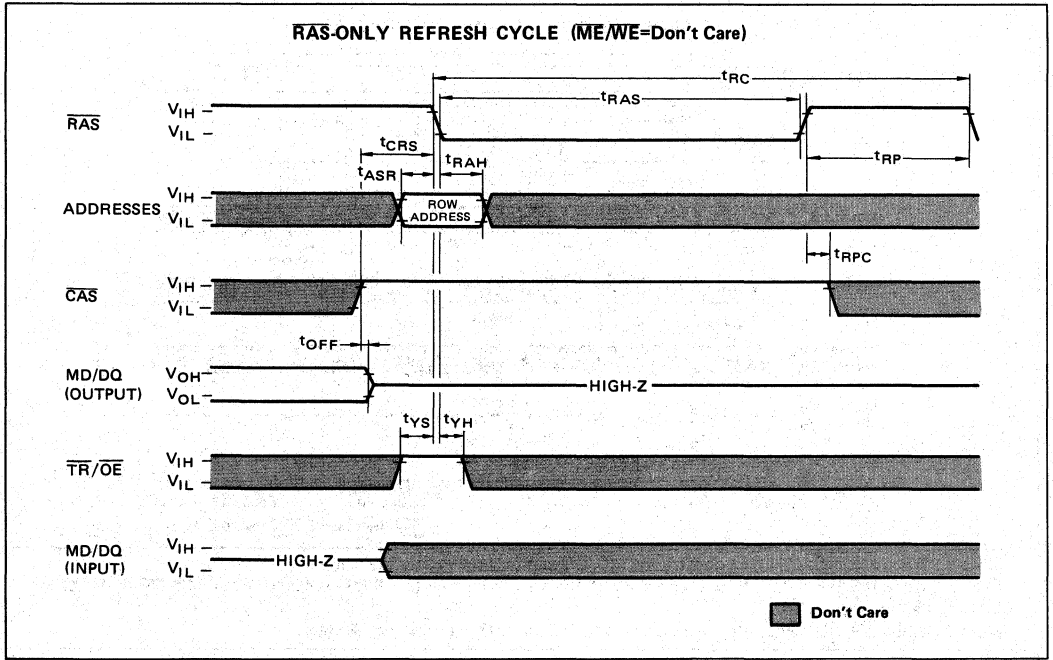 RAS-ONLY REFRESH CYCLE (ME/WE=Don't Care)
tRC
tRAS
RAS
VIH
VIL
tCRS
tRP
tASR
tRAH
ADDRESSES
VIH
VIL
ROW
ADDRESS
tRPC
CAS
VIH
VIL
tOFF
MD/DQ
(OUTPUT)
VOH
VOL
HIGH-Z
tYS
tYH
TR/OE
VIH
VIL
MD/DQ
(INPUT)
VIH
VIL
HIGH-Z
Don't Care